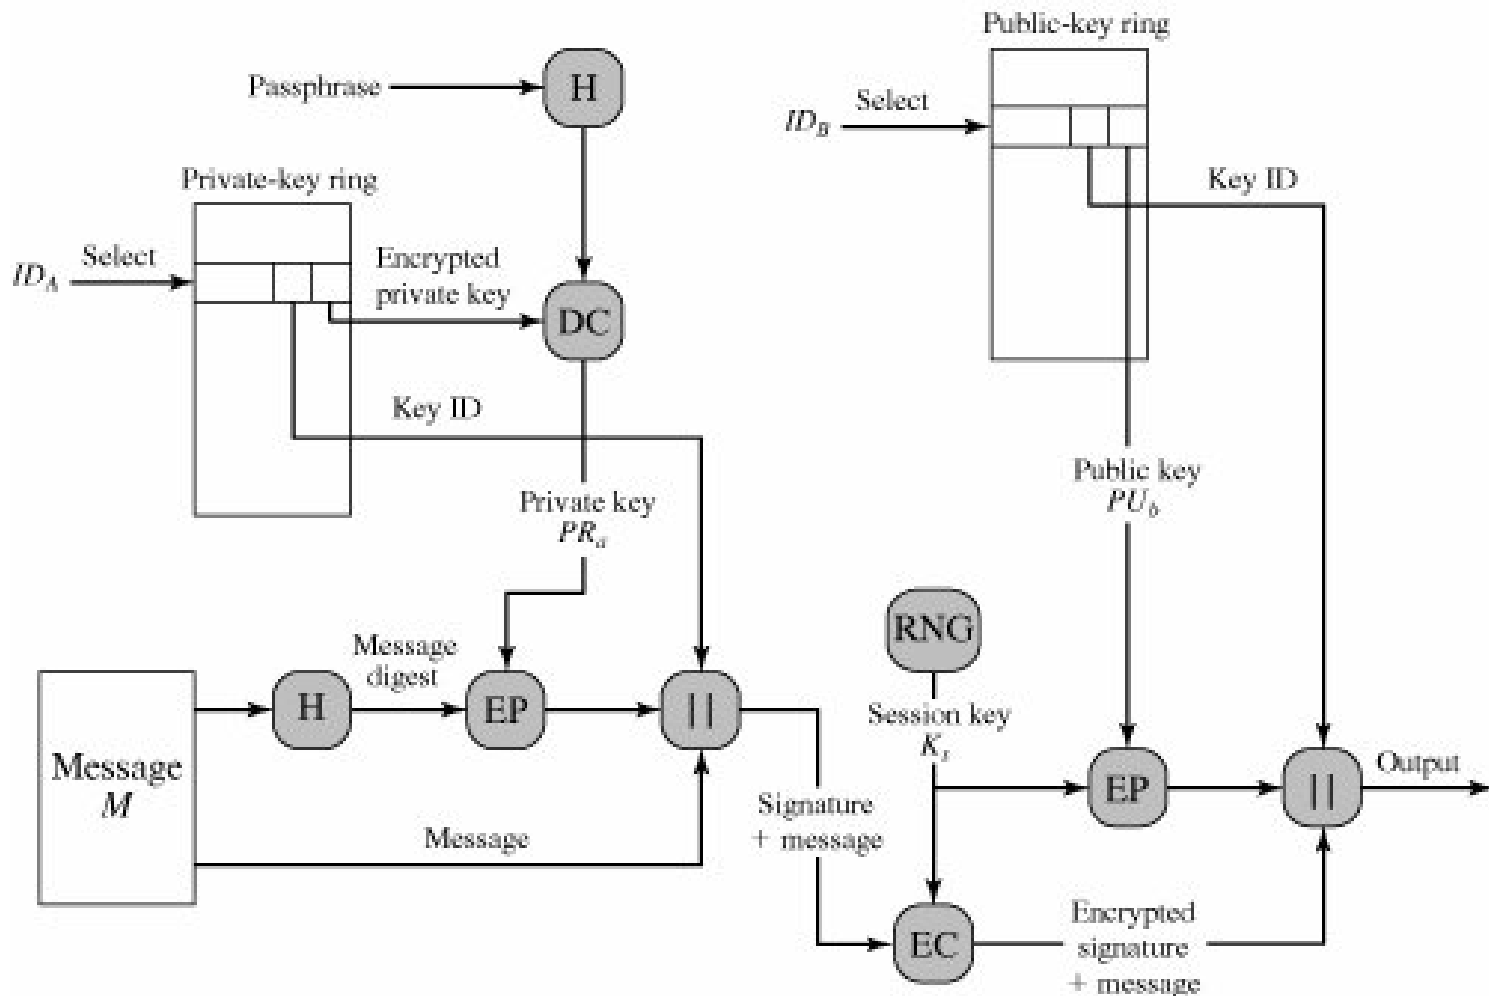 Public-key ring
Passphrase
H
ID_B
Select
Private-key ring
Key ID
ID_A
Select
Encrypted
private key
DC
Key ID
Public key
PU_b
Private key
PR_a
RNG
Message
digest
Session key
K_s
H
EP
||
Message
M
EP
||
Output
Signature
+ message
Message
EC
Encrypted
signature
+ message